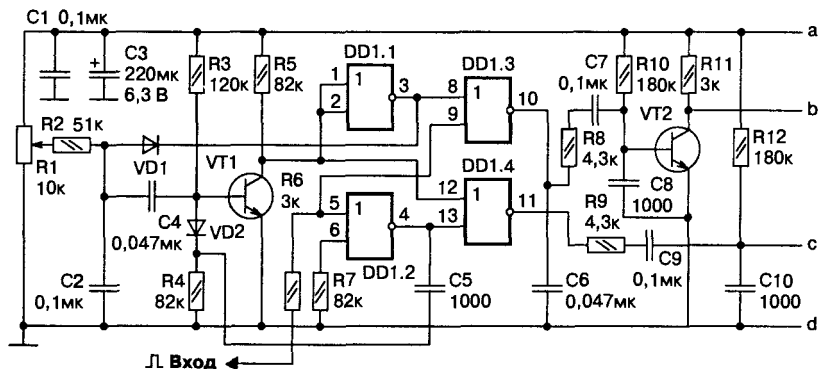 C1 0,1мк
C3
220мк
6,3 В
+
R3
120к
R5
82к
DD1.1
1
2
1
3
DD1.3
8
9
1
10
C7
0,1мк
R10
180к
R11
3к
a
b
R2 51к
R1
10к
VD1
VT1
R6
3к
R8
4,3к
VT2
R12
180к
C4
0,047мк
VD2
5
6
1
4
DD1.2
DD1.4
12
13
1
11
R9
4,3к
C8
1000
C9
0,1мк
c
C2
0,1мк
R4
82к
R7
82к
C5
1000
C6
0,047мк
C10
1000
d
Вход